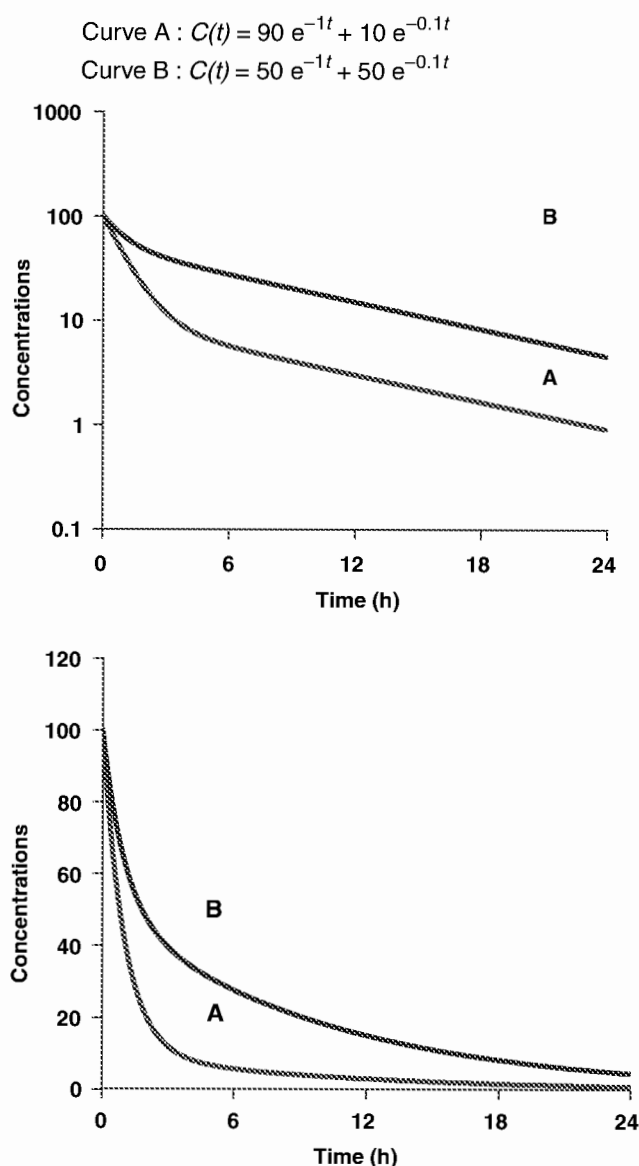 Curve A : C(t) = 90 e⁻¹ᵗ + 10 e⁻⁰·¹ᵗ
Curve B : C(t) = 50 e⁻¹ᵗ + 50 e⁻⁰·¹ᵗ
1000
100
10
1
0.1
Concentrations
B
A
0 6 12 18 24
Time (h)
120
100
80
60
40
20
0
Concentrations
B
A
0 6 12 18 24
Time (h)